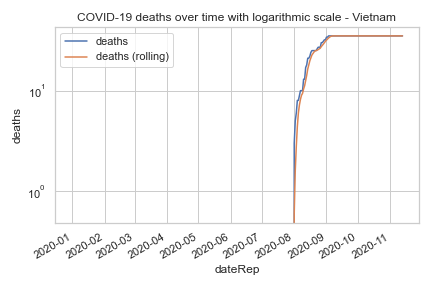 COVID-19 deaths over time with logarithmic scale - Vietnam
deaths
deaths (rolling)
deaths
10¹
10⁰
2020-01
2020-02
2020-03
2020-04
2020-05
2020-06
2020-07
2020-08
2020-09
2020-10
2020-11
dateRep